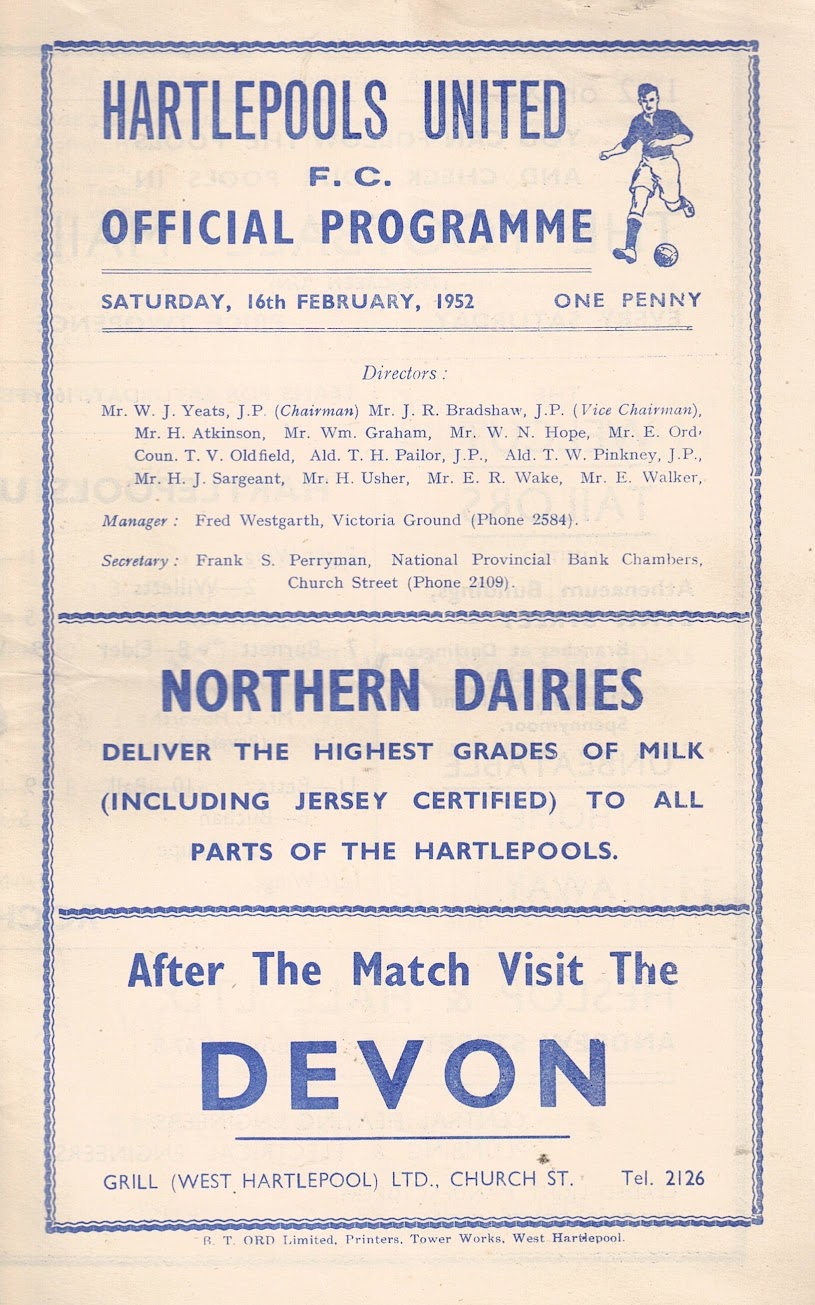 HARTLEPOOLS UNITED
F. C.
OFFICIAL PROGRAMME
SATURDAY, 16th FEBRUARY, 1952 ONE PENNY
Directors :
Mr. W. J. Yeats, J.P. (Chairman) Mr. J. R. Bradshaw, J.P. (Vice Chairman),
Mr. H. Atkinson, Mr. Wm. Graham, Mr. W. N. Hope, Mr. E. Ord,
Coun. T. V. Oldfield, Ald. T. H. Pailor, J.P., Ald. T. W. Pinkney, J.P.,
Mr. H. J. Sargeant, Mr. H. Usher, Mr. E. R. Wake, Mr. E. Walker,
Manager : Fred Westgarth, Victoria Ground (Phone 2584).
Secretary : Frank S. Perryman, National Provincial Bank Chambers,
Church Street (Phone 2109).
NORTHERN DAIRIES
DELIVER THE HIGHEST GRADES OF MILK
(INCLUDING JERSEY CERTIFIED) TO ALL
PARTS OF THE HARTLEPOOLS.
After The Match Visit The
DEVON
GRILL (WEST HARTLEPOOL) LTD., CHURCH ST. Tel. 2126
B. T. ORD Limited, Printers, Tower Works, West Hartlepool.